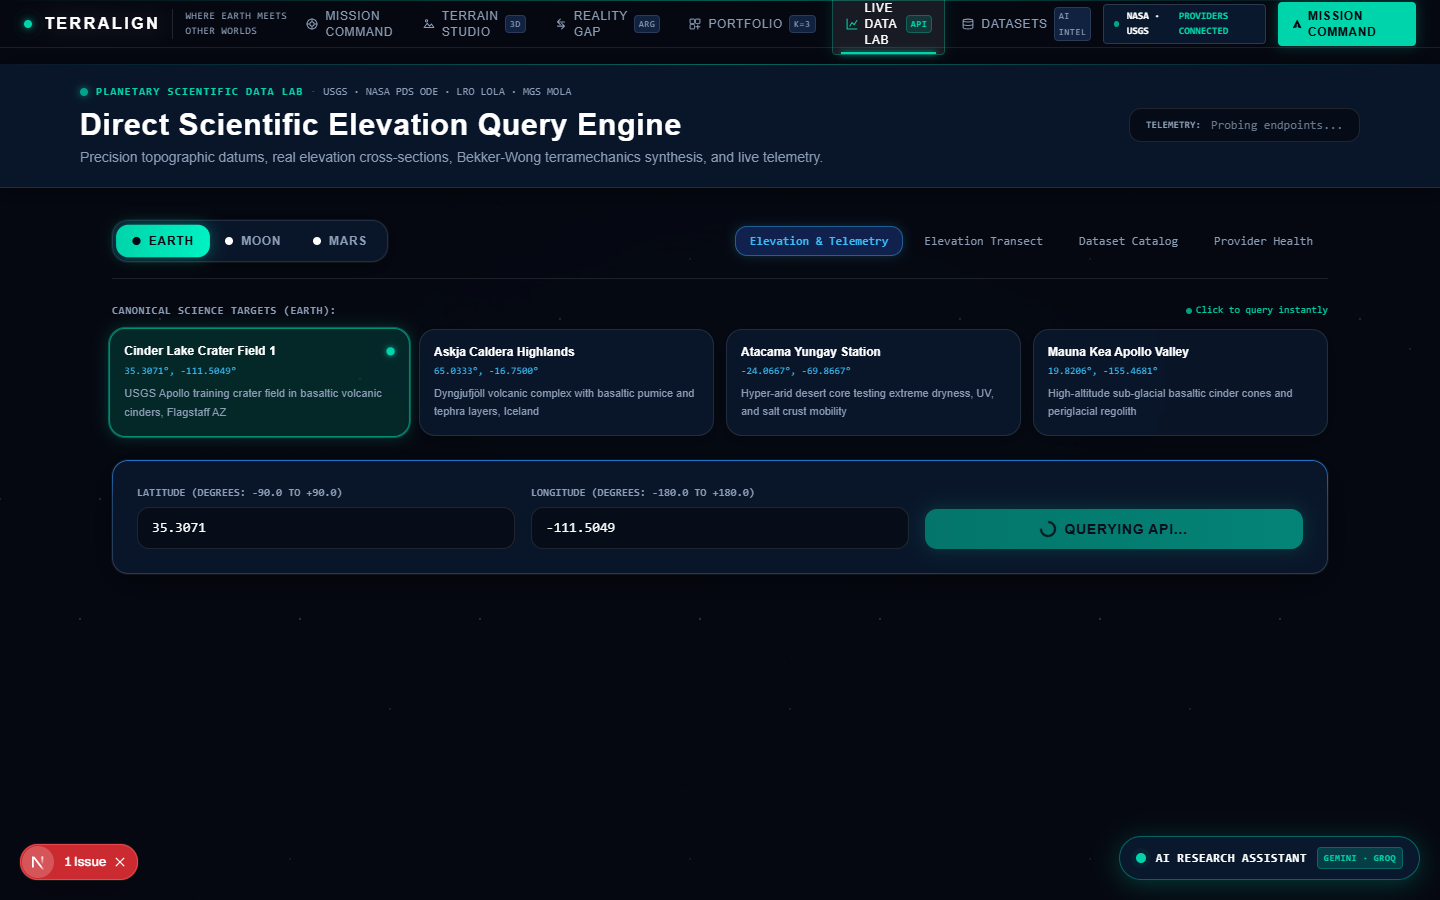 TERRALIGN
WHERE EARTH MEETS
OTHER WORLDS
MISSION
COMMAND
TERRAIN
STUDIO
3D
REALITY
GAP
ARG
PORTFOLIO
K=3
LIVE
DATA
LAB
API
DATASETS
AI
INTEL
NASA ·
USGS
PROVIDERS
CONNECTED
MISSION
COMMAND
PLANETARY SCIENTIFIC DATA LAB · USGS · NASA PDS ODE · LRO LOLA · MGS MOLA
Direct Scientific Elevation Query Engine
Precision topographic datums, real elevation cross-sections, Bekker-Wong terramechanics synthesis, and live telemetry.
TELEMETRY: Probing endpoints...
EARTH
MOON
MARS
Elevation & Telemetry
Elevation Transect
Dataset Catalog
Provider Health
CANONICAL SCIENCE TARGETS (EARTH):
Click to query instantly
Cinder Lake Crater Field 1
35.3071°, -111.5049°
USGS Apollo training crater field in basaltic volcanic
cinders, Flagstaff AZ
Askja Caldera Highlands
65.0333°, -16.7500°
Dyngjufjöll volcanic complex with basaltic pumice and
tephra layers, Iceland
Atacama Yungay Station
-24.0667°, -69.8667°
Hyper-arid desert core testing extreme dryness, UV,
and salt crust mobility
Mauna Kea Apollo Valley
19.8206°, -155.4681°
High-altitude sub-glacial basaltic cinder cones and
periglacial regolith
LATITUDE (DEGREES: -90.0 TO +90.0)
35.3071
LONGITUDE (DEGREES: -180.0 TO +180.0)
-111.5049
QUERYING API...
N
1 Issue
AI RESEARCH ASSISTANT
GEMINI · GROQ